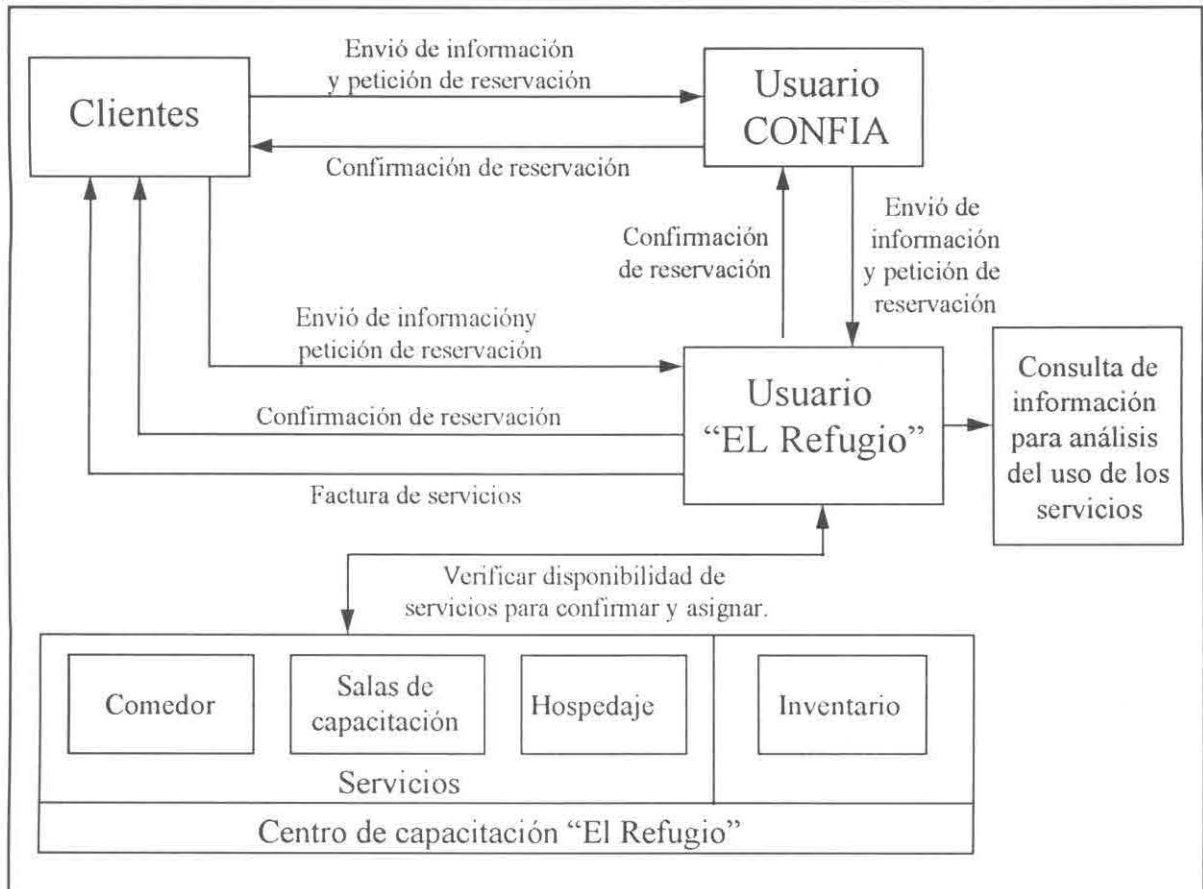 Envió de información
y petición de reservación
Clientes
Usuario
CONFIA
Confirmación de reservación
Confirmación
de reservación
Envió de
información
y petición de
reservación
Envió de informacióny
petición de reservación
Usuario
“EL Refugio”
Consulta de
información
para análisis
del uso de los
servicios
Confirmación de reservación
Factura de servicios
Verificar disponibilidad de
servicios para confirmar y asignar.
Comedor
Salas de
capacitación
Hospedaje
Inventario
Servicios
Centro de capacitación “El Refugio”